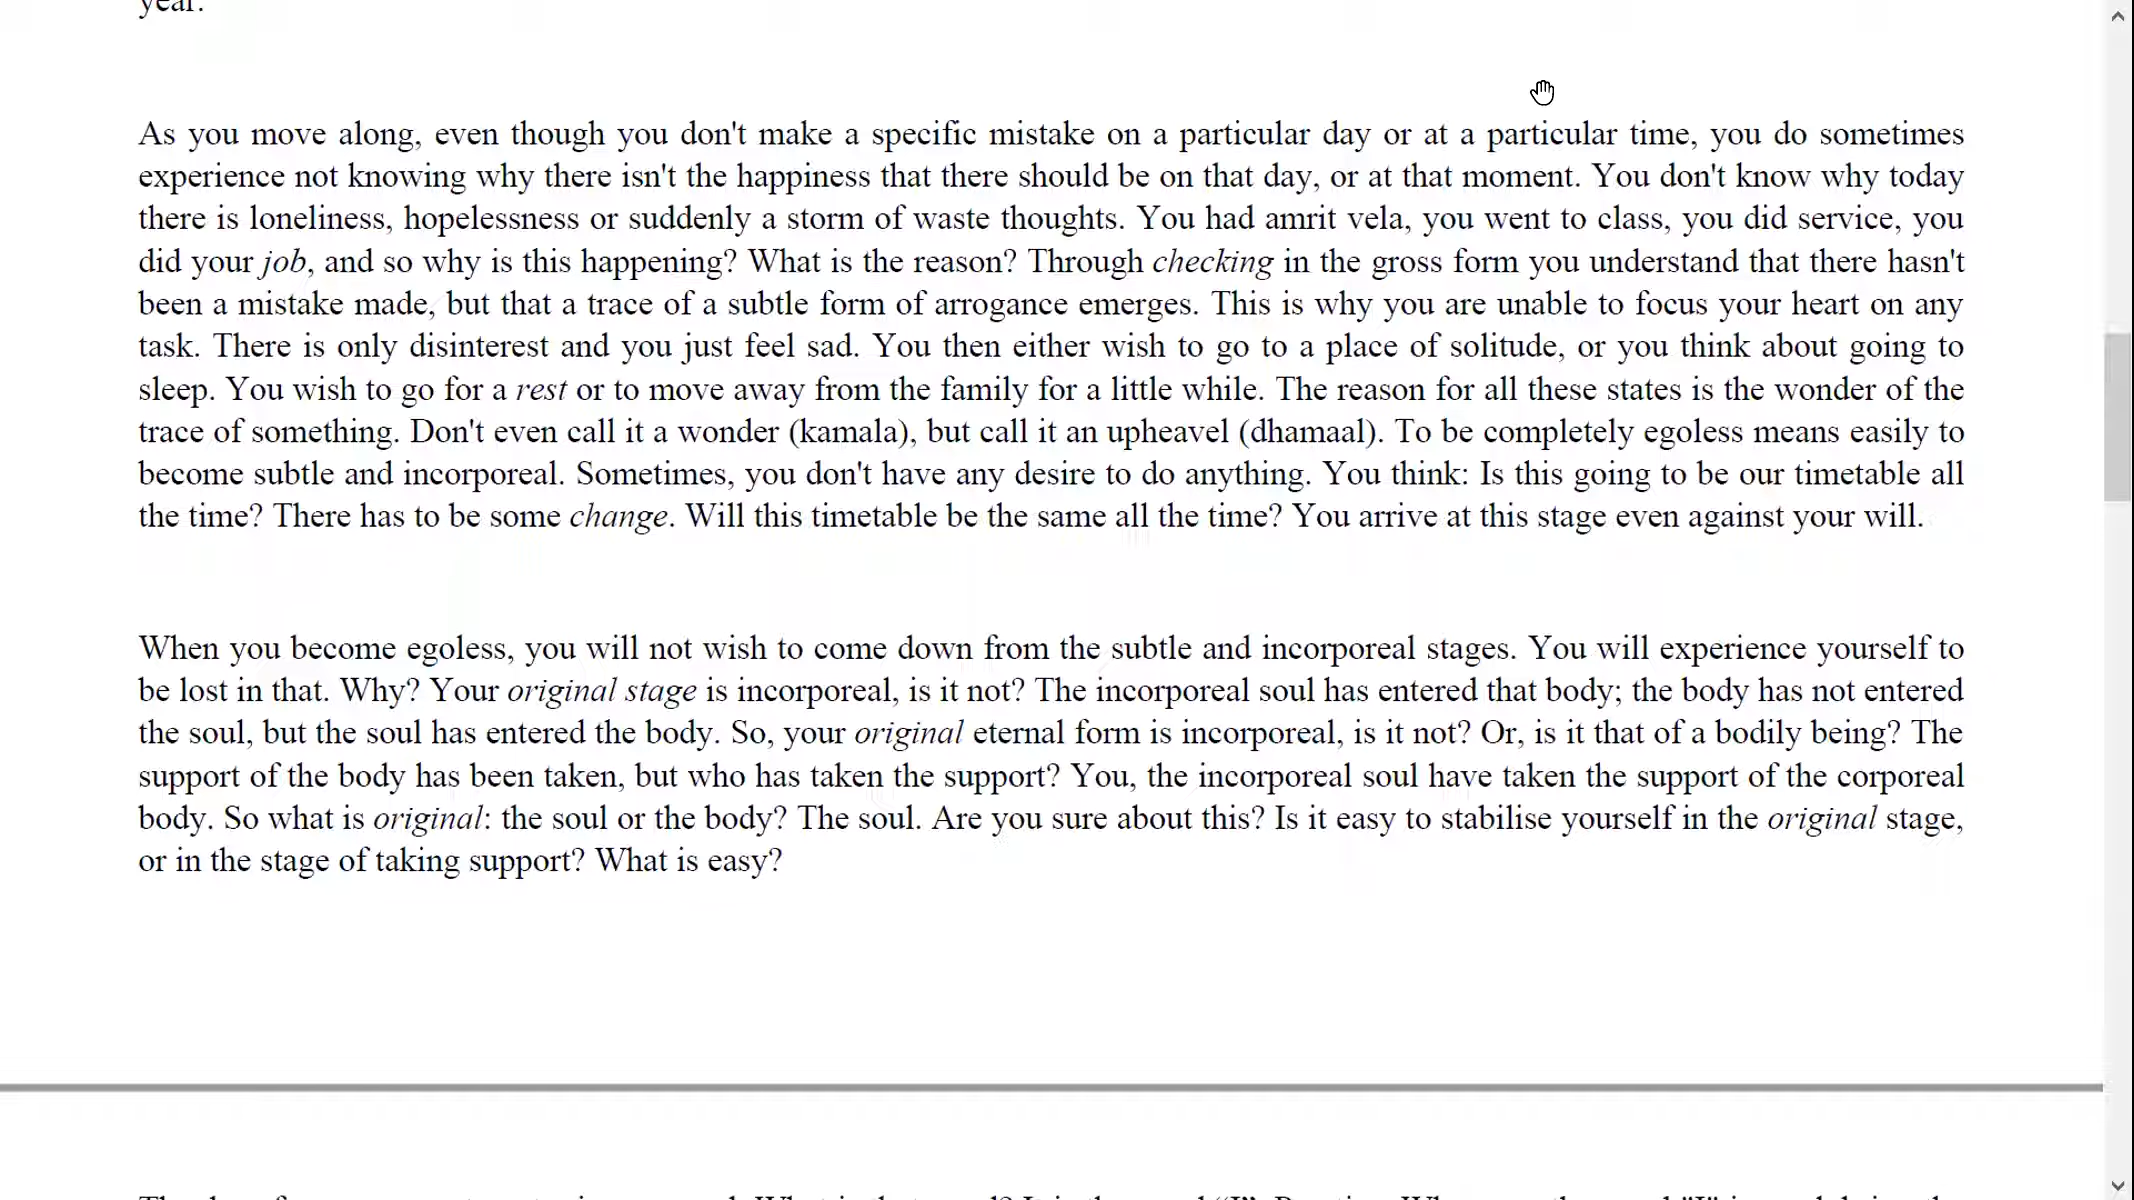 year.
As you move along, even though you don't make a specific mistake on a particular day or at a particular time, you do sometimes
experience not knowing why there isn't the happiness that there should be on that day, or at that moment. You don't know why today
there is loneliness, hopelessness or suddenly a storm of waste thoughts. You had amrit vela, you went to class, you did service, you
did your job, and so why is this happening? What is the reason? Through checking in the gross form you understand that there hasn't
been a mistake made, but that a trace of a subtle form of arrogance emerges. This is why you are unable to focus your heart on any
task. There is only disinterest and you just feel sad. You then either wish to go to a place of solitude, or you think about going to
sleep. You wish to go for a rest or to move away from the family for a little while. The reason for all these states is the wonder of the
trace of something. Don't even call it a wonder (kamala), but call it an upheavel (dhamaal). To be completely egoless means easily to
become subtle and incorporeal. Sometimes, you don't have any desire to do anything. You think: Is this going to be our timetable all
the time? There has to be some change. Will this timetable be the same all the time? You arrive at this stage even against your will.
When you become egoless, you will not wish to come down from the subtle and incorporeal stages. You will experience yourself to
be lost in that. Why? Your original stage is incorporeal, is it not? The incorporeal soul has entered that body; the body has not entered
the soul, but the soul has entered the body. So, your original eternal form is incorporeal, is it not? Or, is it that of a bodily being? The
support of the body has been taken, but who has taken the support? You, the incorporeal soul have taken the support of the corporeal
body. So what is original: the soul or the body? The soul. Are you sure about this? Is it easy to stabilise yourself in the original stage,
or in the stage of taking support? What is easy?